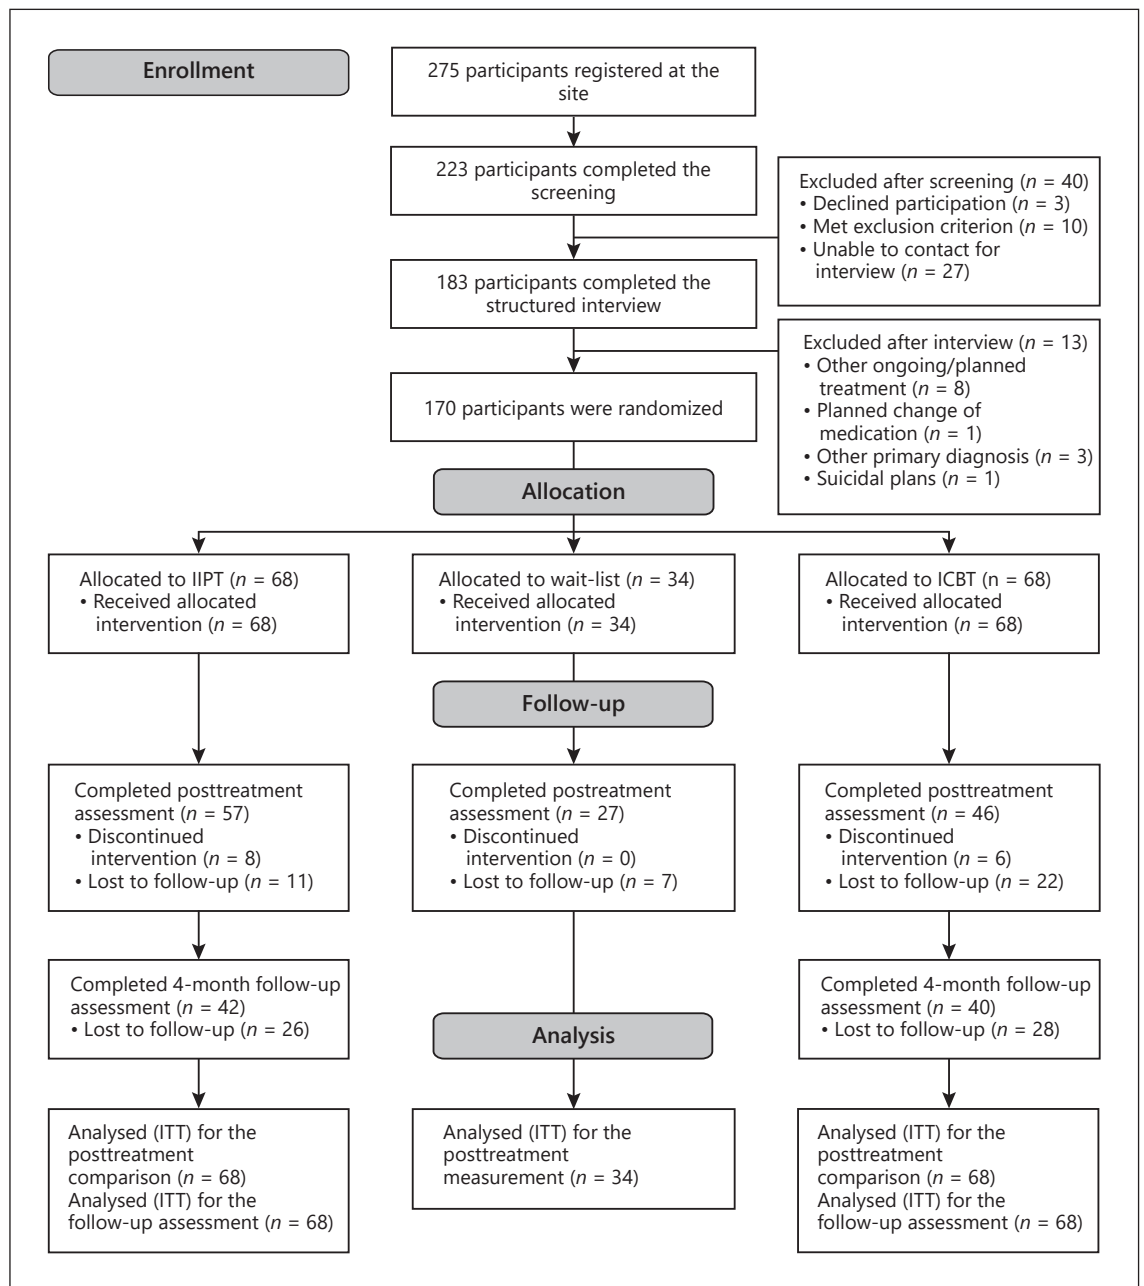 Enrollment
275 participants registered at the
site
223 participants completed the
screening
Excluded after screening (n = 40)
• Declined participation (n = 3)
• Met exclusion criterion (n = 10)
• Unable to contact for
interview (n = 27)
183 participants completed the
structured interview
Excluded after interview (n = 13)
• Other ongoing/planned
treatment (n = 8)
• Planned change of
medication (n = 1)
• Other primary diagnosis (n = 3)
• Suicidal plans (n = 1)
170 participants were randomized
Allocation
Allocated to IIPT (n = 68)
• Received allocated
intervention (n = 68)
Allocated to wait-list (n = 34)
• Received allocated
intervention (n = 34)
Allocated to ICBT (n = 68)
• Received allocated
intervention (n = 68)
Follow-up
Completed posttreatment
assessment (n = 57)
• Discontinued
intervention (n = 8)
• Lost to follow-up (n = 11)
Completed postreatment
assessment (n = 27)
• Discontinued
intervention (n = 0)
• Lost to follow-up (n = 7)
Completed posttreatment
assessment (n = 46)
• Discontinued
intervention (n = 6)
• Lost to follow-up (n = 22)
Completed 4-month follow-up
assessment (n = 42)
• Lost to follow-up (n = 26)
Completed 4-month follow-up
assessment (n = 40)
• Lost to follow-up (n = 28)
Analysis
Analysed (ITT) for the
posttreatment
comparison (n = 68)
Analysed (ITT) for the
follow-up assessment (n = 68)
Analysed (ITT) for the
posttreatment
measurement (n = 34)
Analysed (ITT) for the
posttreatment
comparison (n = 68)
Analysed (ITT) for the
follow-up assessment (n = 68)